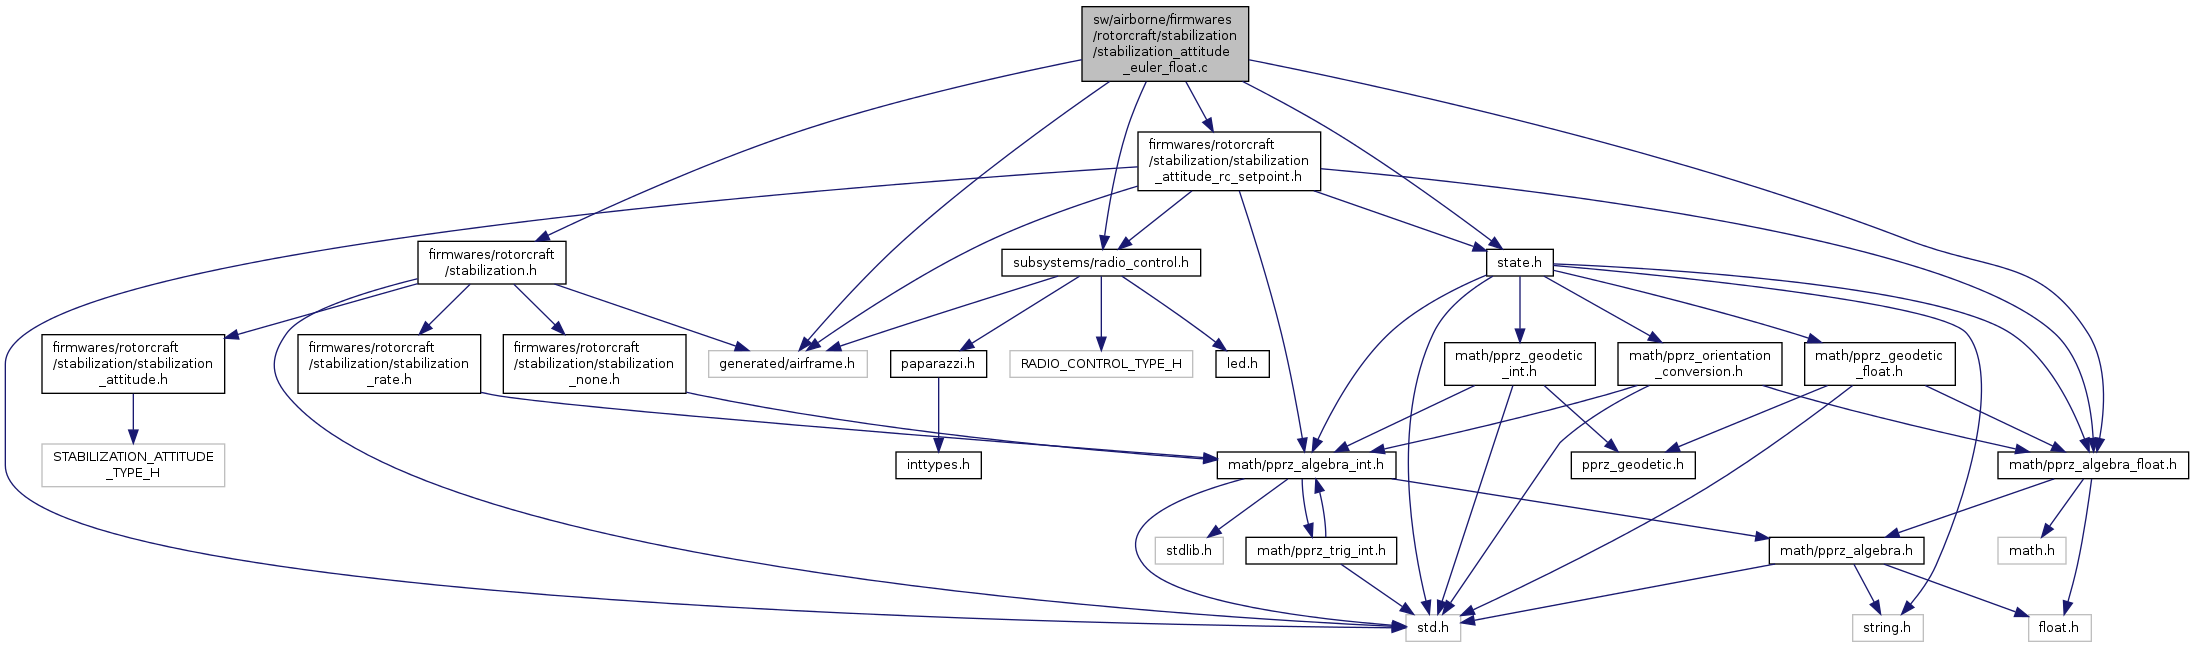 sw/airborne/firmwares
/rotorcraft/stabilization
/stabilization_attitude
_euler_float.c
firmwares/rotorcraft
/stabilization/stabilization
_attitude_rc_setpoint.h
firmwares/rotorcraft
/stabilization.h
subsystems/radio_control.h
state.h
firmwares/rotorcraft
/stabilization/stabilization
_attitude.h
firmwares/rotorcraft
/stabilization/stabilization
_rate.h
firmwares/rotorcraft
/stabilization/stabilization
_none.h
generated/airframe.h
paparazzi.h
RADIO_CONTROL_TYPE_H
led.h
math/pprz_geodetic
_int.h
math/pprz_orientation
_conversion.h
math/pprz_geodetic
_float.h
STABILIZATION_ATTITUDE
_TYPE_H
inttypes.h
math/pprz_algebra_int.h
pprz_geodetic.h
math/pprz_algebra_float.h
stdlib.h
math/pprz_trig_int.h
math/pprz_algebra.h
math.h
std.h
string.h
float.h